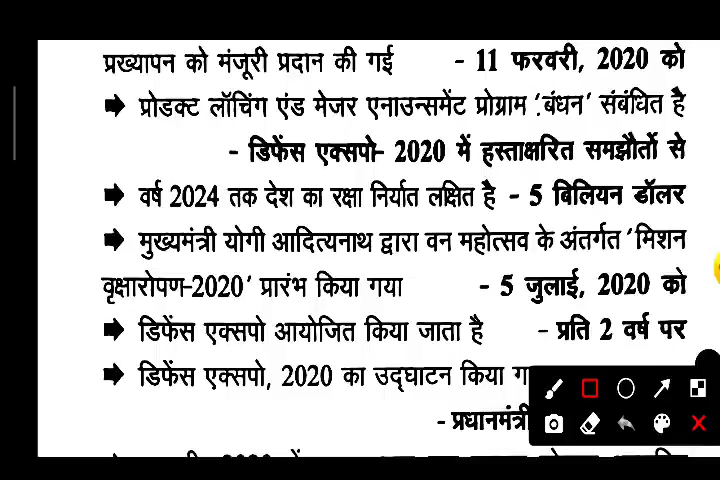 प्रख्यापन को मंजूरी प्रदान की गई - 11 फरवरी, 2020 को
➡ प्रोडक्ट लॉचिंग एंड मेजर एनाउन्समेंट प्रोग्राम 'बंधन' संबंधित है
- डिफेंस एक्सपो- 2020 में हस्ताक्षरित समझौतों से
➡ वर्ष 2024 तक देश का रक्षा निर्यात लक्षित है - 5 बिलियन डॉलर
➡ मुख्यमंत्री योगी आदित्यनाथ द्वारा वन महोत्सव के अंतर्गत 'मिशन
वृक्षारोपण-2020' प्रारंभ किया गया - 5 जुलाई, 2020 को
➡ डिफेंस एक्सपो आयोजित किया जाता है - प्रति 2 वर्ष पर
➡ डिफेंस एक्सपो, 2020 का उद्घाटन किया
- प्रधानमंत्री